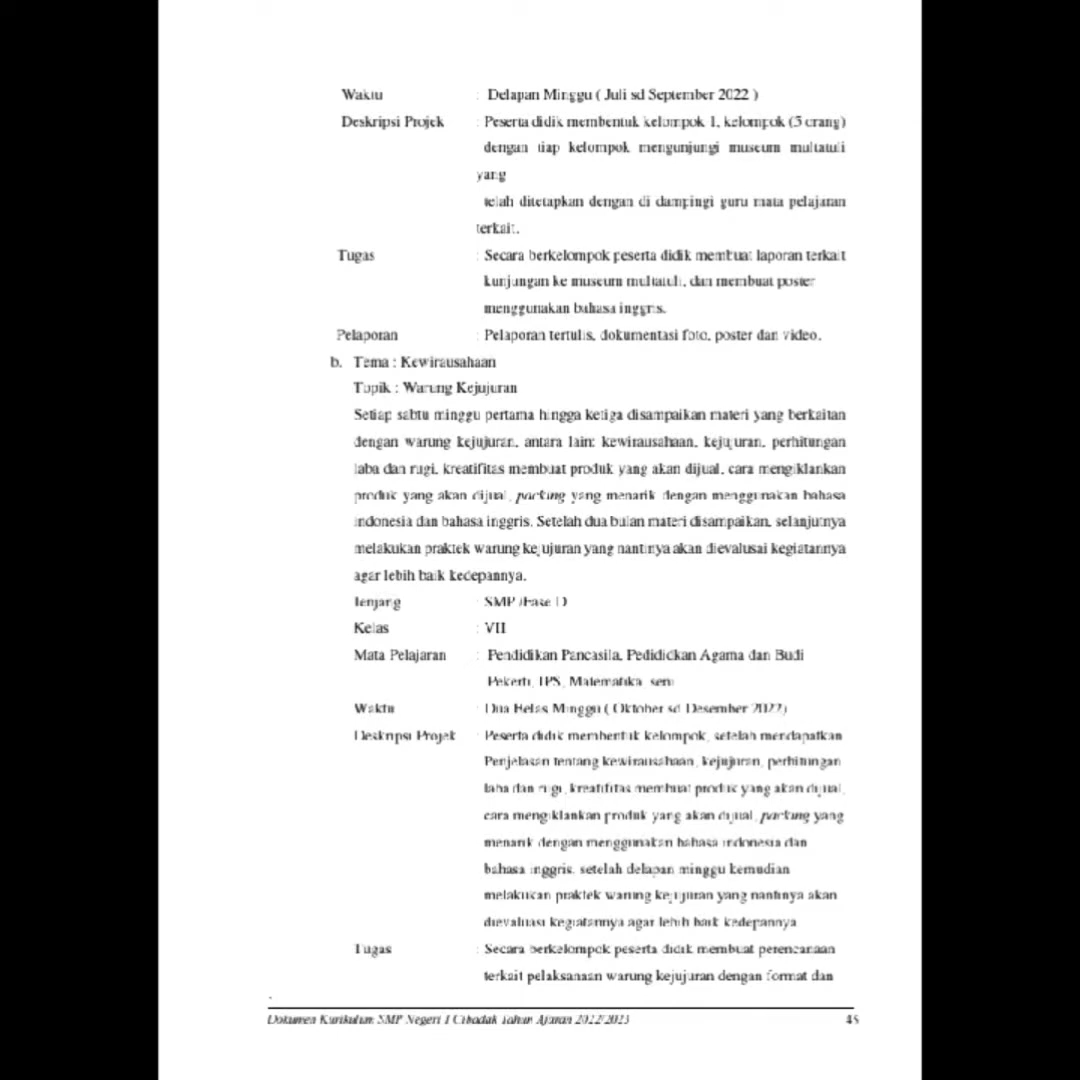 Waktu : Delapan Minggu ( Juli sd September 2022 )
Deskripsi Projek : Peserta didik membentuk kelompok 1, kelompok (5 orang)
dengan tiap kelompok mengunjungi museum multatuli
yang
telah ditetapkan dengan di dampingi guru mata pelajaran
terkait.
Tugas : Secara berkelompok peserta didik membuat laporan terkait
kunjungan ke museum multatuli, dan membuat poster
menggunakan bahasa inggris.
Pelaporan : Pelaporan tertulis, dokumentasi foto, poster dan video.
b. Tema : Kewirausahaan
Topik : Warung Kejujuran
Setiap sabtu minggu pertama hingga ketiga disampaikan materi yang berkaitan
dengan warung kejujuran, antara lain: kewirausahaan, kejujuran, perhitungan
laba dan rugi, kreatifitas membuat produk yang akan dijual, cara mengiklankan
produk yang akan dijual, packing yang menarik dengan menggunakan bahasa
indonesia dan bahasa inggris. Setelah dua bulan materi disampaikan, selanjutnya
melakukan praktek warung kejujuran yang nantinya akan dievalusai kegiatannya
agar lebih baik kedepannya.
Jenjang : SMP /Fase D
Kelas : VII
Mata Pelajaran : Pendidikan Pancasila, Pedididkan Agama dan Budi
Pekerti, IPS, Matematika seni
Waktu : Dua Belas Minggu ( Oktober sd Desember 2022)
Deskripsi Projek : Peserta didik membentuk kelompok, setelah mendapatkan
Penjelasan tentang kewirausahaan, kejujuran, perhitungan
laba dan rugi, kreatifitas membuat produk yang akan dijual,
cara mengiklankan produk yang akan dijual, packing yang
menarik dengan menggunakan bahasa indonesia dan
bahasa inggris. setelah delapan minggu kemudian
melakukan praktek warung kejujuran yang nantinya akan
dievaluasi kegiatannya agar lebih baik kedepannya
Tugas : Secara berkelompok peserta didik membuat perencanaan
terkait pelaksanaan warung kejujuran dengan format dan
Dokumen Kurikulum SMP Negeri 1 Cibadak Tahun Ajaran 2022/2023 45